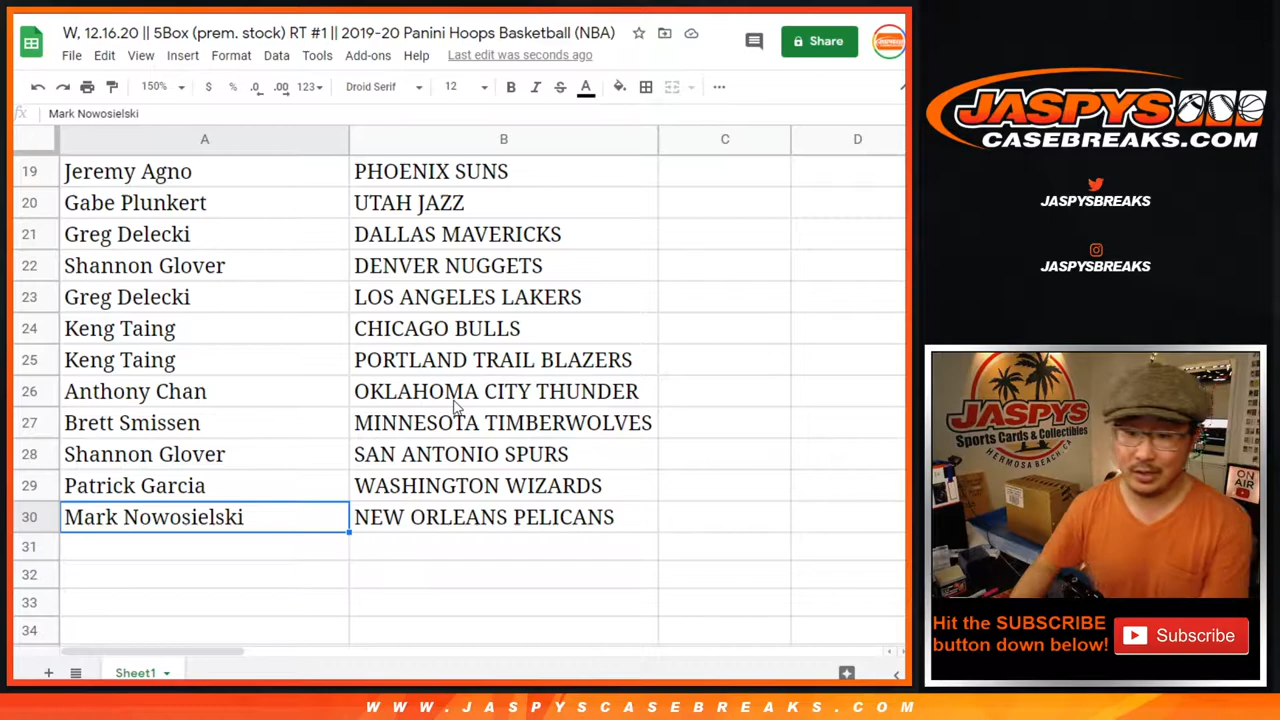 W, 12.16.20 || 5Box (prem. stock) RT #1 || 2019-20 Panini Hoops Basketball (NBA)
File Edit View Insert Format Data Tools Add-ons Help Last edit was seconds ago
Share
150% $ % .0 .00 123 Droid Serif 12 B I S A
fx Mark Nowosielski
A B C D
19 Jeremy Agno PHOENIX SUNS
20 Gabe Plunkert UTAH JAZZ
21 Greg Delecki DALLAS MAVERICKS
22 Shannon Glover DENVER NUGGETS
23 Greg Delecki LOS ANGELES LAKERS
24 Keng Taing CHICAGO BULLS
25 Keng Taing PORTLAND TRAIL BLAZERS
26 Anthony Chan OKLAHOMA CITY THUNDER
27 Brett Smissen MINNESOTA TIMBERWOLVES
28 Shannon Glover SAN ANTONIO SPURS
29 Patrick Garcia WASHINGTON WIZARDS
30 Mark Nowosielski NEW ORLEANS PELICANS
31
32
33
34
Sheet1
JASPYS
CASEBREAKS.COM
JASPYSBREAKS
JASPYSBREAKS
JASPYS
Sports Cards & Collectibles
HERMOSA BEACH, CA
ON AIR
Hit the SUBSCRIBE
button down below!
Subscribe
WWW.JASPYSCASEBREAKS.COM